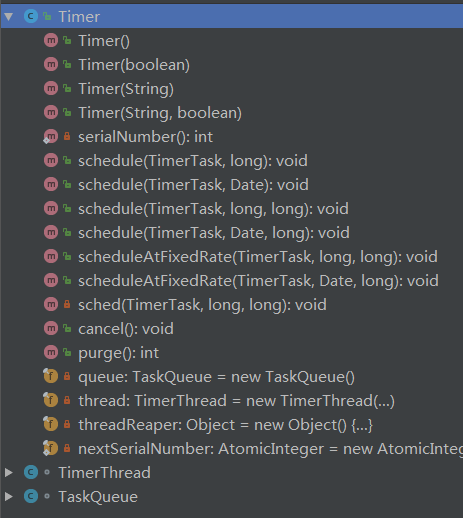 Timer
Timer()
Timer(boolean)
Timer(String)
Timer(String, boolean)
serialNumber(): int
schedule(TimerTask, long): void
schedule(TimerTask, Date): void
schedule(TimerTask, long, long): void
schedule(TimerTask, Date, long): void
scheduleAtFixedRate(TimerTask, long, long): void
scheduleAtFixedRate(TimerTask, Date, long): void
sched(TimerTask, long, long): void
cancel(): void
purge(): int
queue: TaskQueue = new TaskQueue()
thread: TimerThread = new TimerThread(...)
threadReaper: Object = new Object() {...}
nextSerialNumber: AtomicInteger = new AtomicInteg
TimerThread
TaskQueue